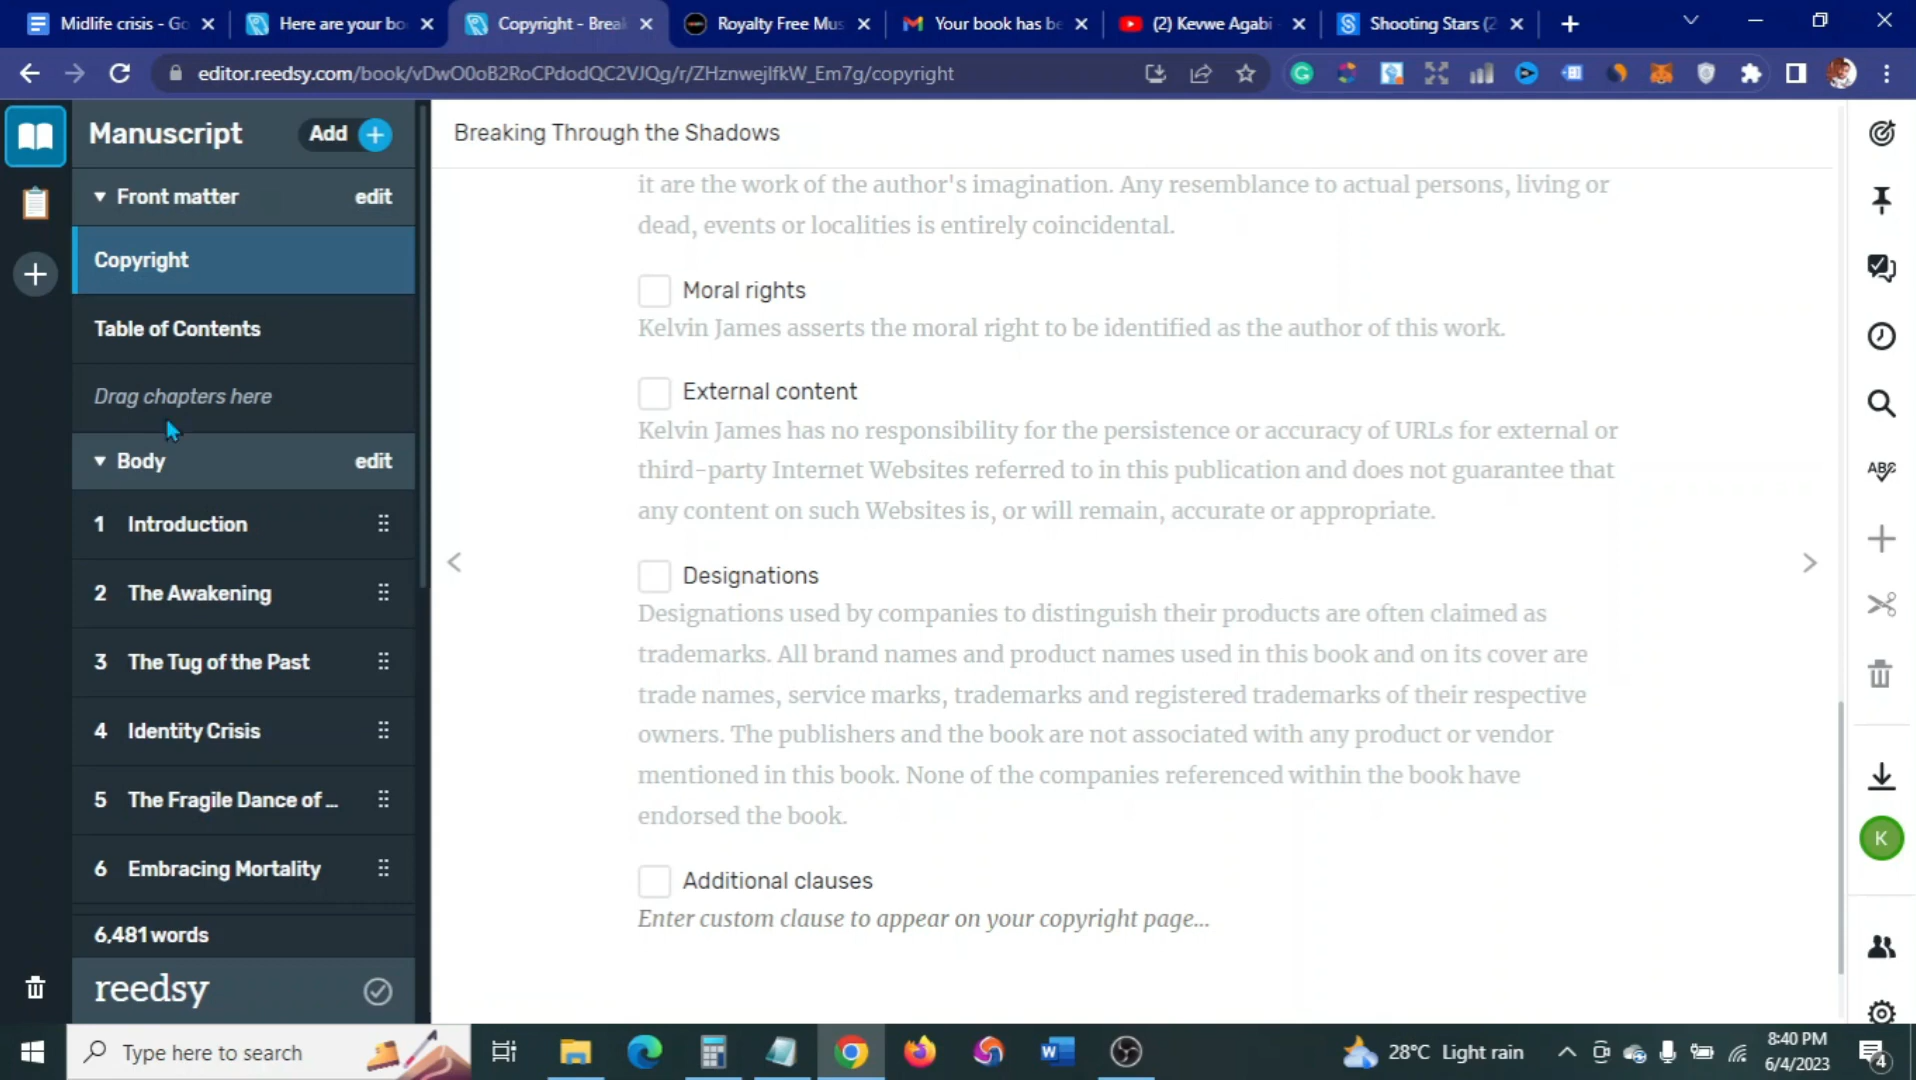 Midlife crisis - Go
Here are your bo
Copyright - Break
Royalty Free Mus
Your book has be
(2) Kevwe Agabi
Shooting Stars (2
editor.reedsy.com/book/vDwO0oB2RoCPdodQC2VJQg/r/ZHznwejIfkW_Em7g/copyright
Manuscript
Add +
Breaking Through the Shadows
Front matter
edit
Copyright
Table of Contents
Drag chapters here
Body
edit
1 Introduction
2 The Awakening
3 The Tug of the Past
4 Identity Crisis
5 The Fragile Dance of ...
6 Embracing Mortality
6,481 words
reedsy
it are the work of the author's imagination. Any resemblance to actual persons, living or
dead, events or localities is entirely coincidental.
Moral rights
Kelvin James asserts the moral right to be identified as the author of this work.
External content
Kelvin James has no responsibility for the persistence or accuracy of URLs for external or
third-party Internet Websites referred to in this publication and does not guarantee that
any content on such Websites is, or will remain, accurate or appropriate.
Designations
Designations used by companies to distinguish their products are often claimed as
trademarks. All brand names and product names used in this book and on its cover are
trade names, service marks, trademarks and registered trademarks of their respective
owners. The publishers and the book are not associated with any product or vendor
mentioned in this book. None of the companies referenced within the book have
endorsed the book.
Additional clauses
Enter custom clause to appear on your copyright page...
ABC
K
Type here to search
28°C Light rain
8:40 PM
6/4/2023
4